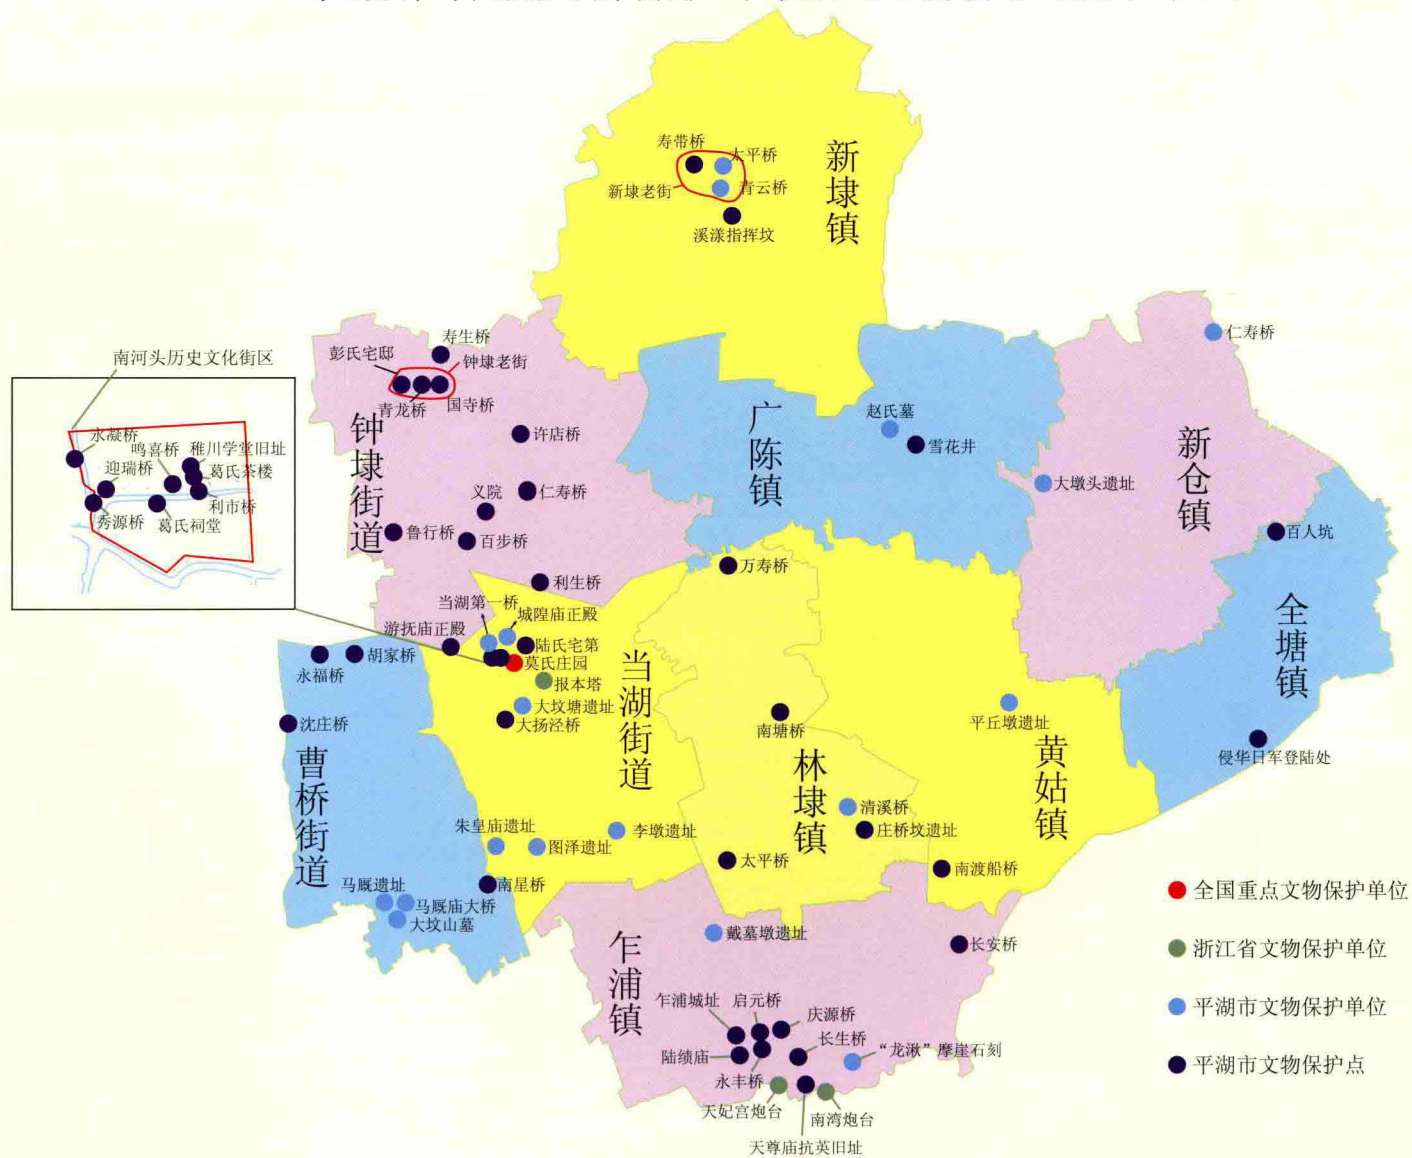 寿带桥
太平桥
青云桥
新埭老街
溪漾指挥坟
新埭镇
寿生桥
彭氏宅邸
钟埭老街
青龙桥
国寺桥
钟埭街道
许店桥
义院
仁寿桥
鲁行桥
百步桥
利生桥
南河头历史文化街区
永凝桥
鸣喜桥
稚川学堂旧址
迎瑞桥
葛氏茶楼
利市桥
秀源桥
葛氏祠堂
广陈镇
赵氏墓
雪花井
仁寿桥
新仓镇
大墩头遗址
百人坑
全塘镇
侵华日军登陆处
当湖第一桥
城隍庙正殿
游抚庙正殿
陆氏宅第
莫氏庄园
报本塔
大坟塘遗址
大扬泾桥
当湖街道
朱皇庙遗址
图泽遗址
李墩遗址
永福桥
胡家桥
沈庄桥
曹桥街道
南星桥
马厩遗址
马厩庙大桥
大坟山墓
万寿桥
南塘桥
林埭镇
清溪桥
庄桥坟遗址
太平桥
平丘墩遗址
黄姑镇
南渡船桥
乍浦镇
戴墓墩遗址
长安桥
乍浦城址
启元桥
庆源桥
长生桥
陆绩庙
永丰桥
“龙湫”摩崖石刻
天妃宫炮台
南湾炮台
天尊庙抗英旧址
全国重点文物保护单位
浙江省文物保护单位
平湖市文物保护单位
平湖市文物保护点